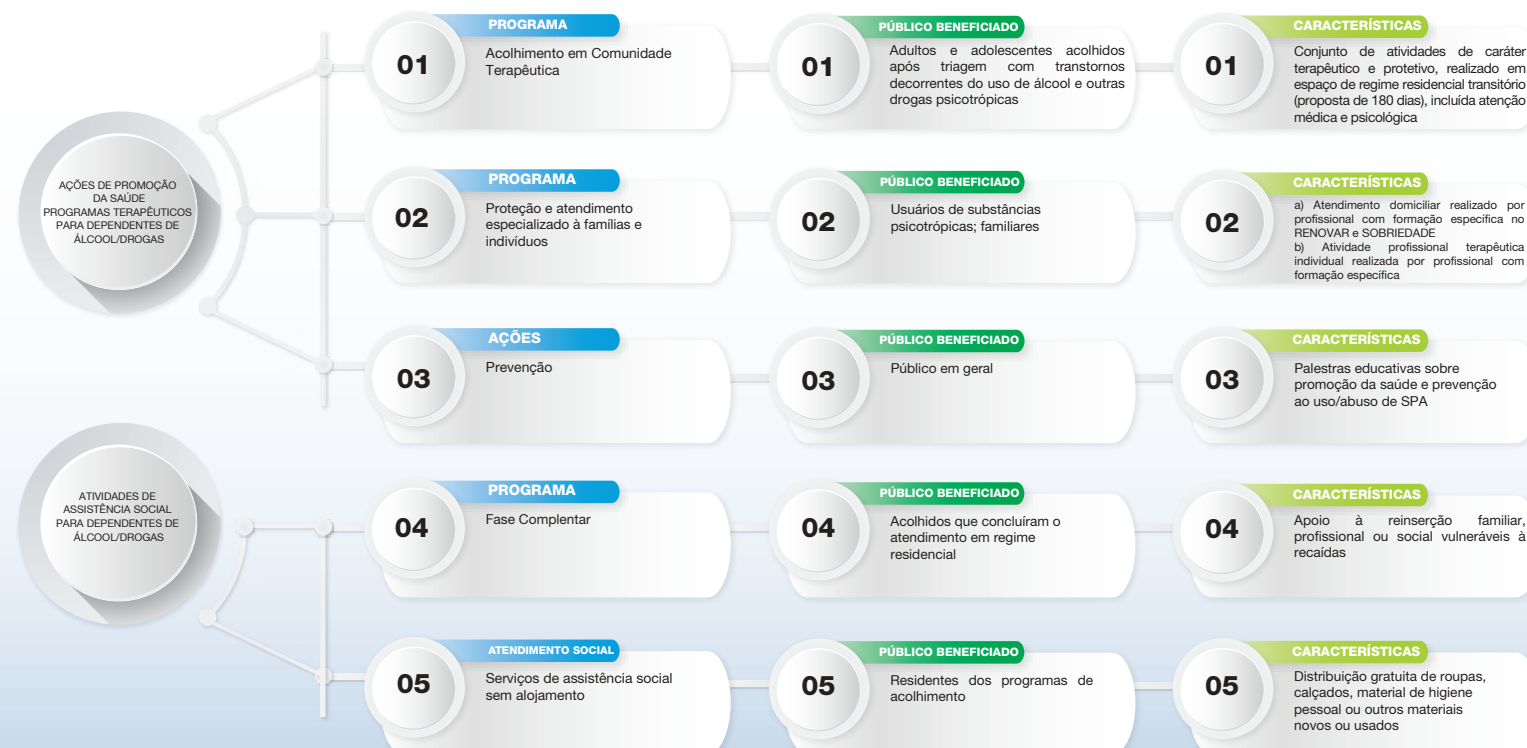 AÇÕES DE PROMOÇÃO
DA SAÚDE
PROGRAMAS TERAPÊUTICOS
PARA DEPENDENTES DE
ÁLCOOL/DROGAS
PROGRAMA
01
Acolhimento em Comunidade
Terapêutica
PÚBLICO BENEFICIADO
01
Adultos e adolescentes acolhidos
após triagem com transtornos
decorrentes do uso de álcool e outras
drogas psicotrópicas
CARACTERÍSTICAS
01
Conjunto de atividades de caráter
terapêutico e protetivo, realizado em
espaço de regime residencial transitório
(proposta de 180 dias), incluída atenção
médica e psicológica
PROGRAMA
02
Proteção e atendimento
especializado à famílias e
indivíduos
PÚBLICO BENEFICIADO
02
Usuários de substâncias
psicotrópicas; familiares
CARACTERÍSTICAS
02
a) Atendimento domiciliar realizado por
profissional com formação específica no
RENOVAR e SOBRIEDADE
b) Atividade profissional terapêutica
individual realizada por profissional com
formação específica
AÇÕES
03
Prevenção
PÚBLICO BENEFICIADO
03
Público em geral
CARACTERÍSTICAS
03
Palestras educativas sobre
promoção da saúde e prevenção
ao uso/abuso de SPA
ATIVIDADES DE
ASSISTÊNCIA SOCIAL
PARA DEPENDENTES DE
ÁLCOOL/DROGAS
PROGRAMA
04
Fase Complentar
PÚBLICO BENEFICIADO
04
Acolhidos que concluíram o
atendimento em regime
residencial
CARACTERÍSTICAS
04
Apoio à reinserção familiar,
profissional ou social vulneráveis à
recaídas
ATENDIMENTO SOCIAL
05
Serviços de assistência social
sem alojamento
PÚBLICO BENEFICIADO
05
Residentes dos programas de
acolhimento
CARACTERÍSTICAS
05
Distribuição gratuita de roupas,
calçados, material de higiene
pessoal ou outros materiais
novos ou usados